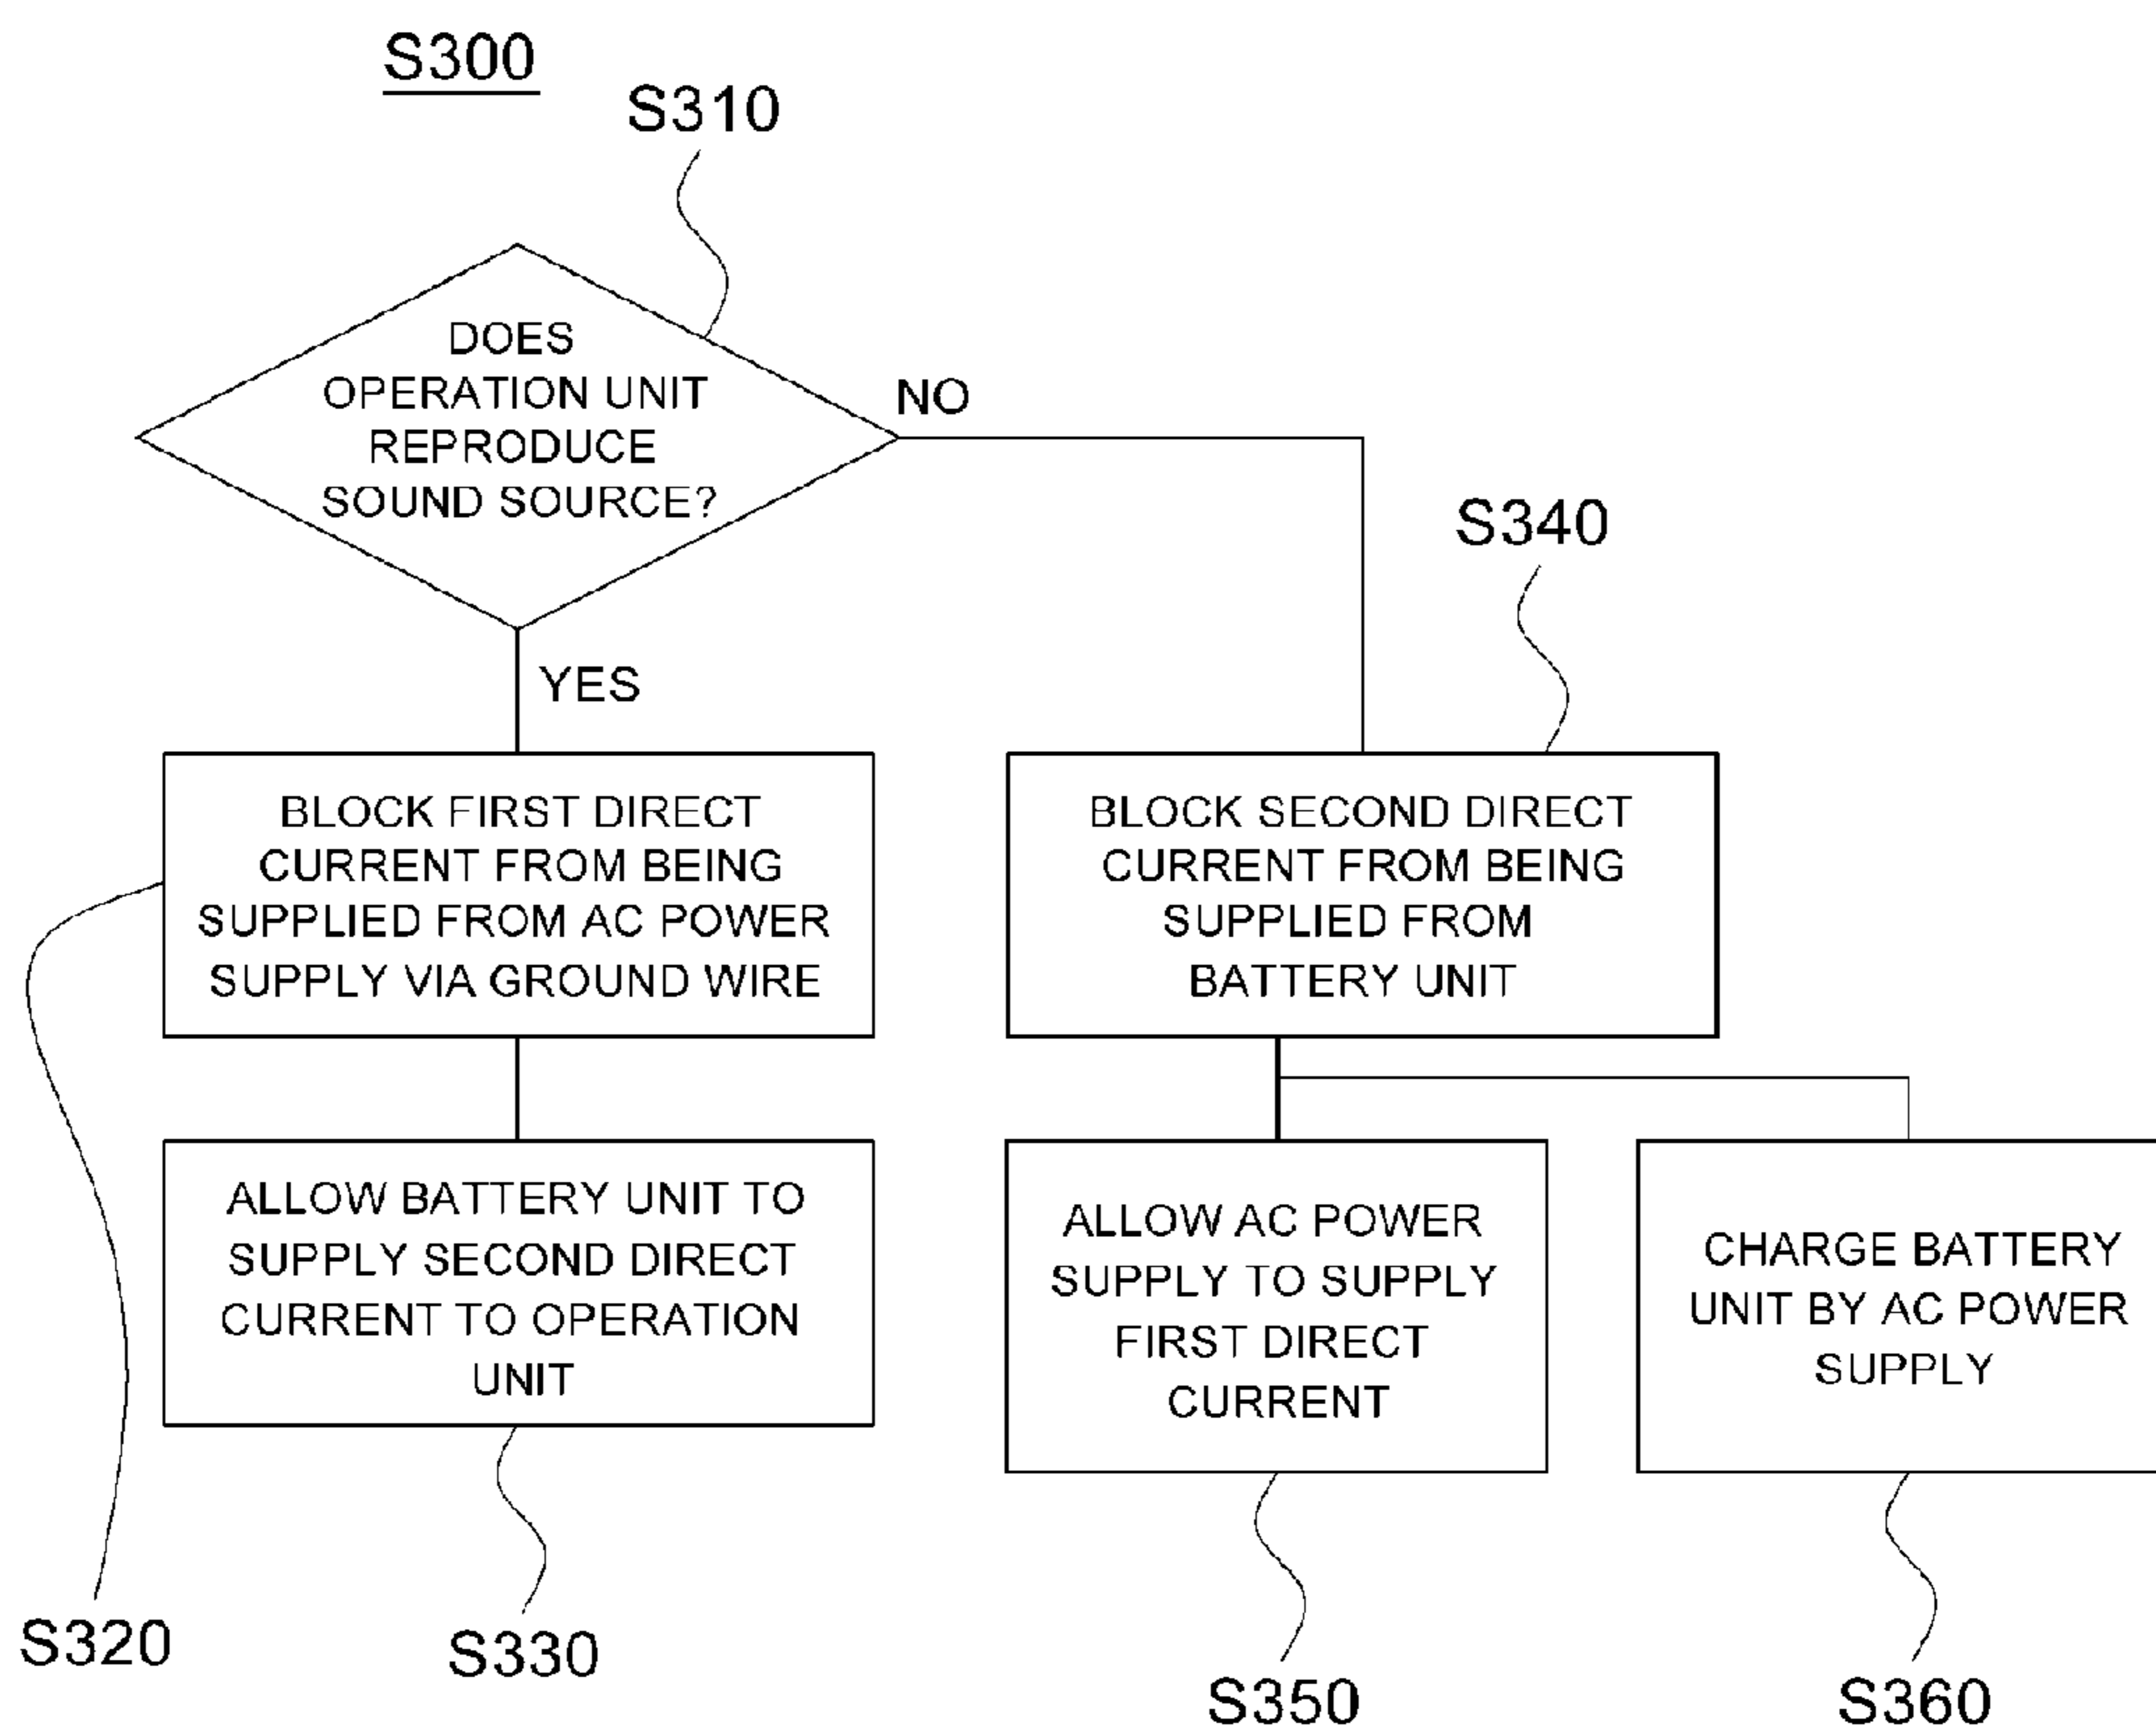 S300
S310
DOES
OPERATION UNIT
REPRODUCE
SOUND SOURCE?
NO
YES
S340
BLOCK FIRST DIRECT
CURRENT FROM BEING
SUPPLIED FROM AC POWER
SUPPLY VIA GROUND WIRE
BLOCK SECOND DIRECT
CURRENT FROM BEING
SUPPLIED FROM
BATTERY UNIT
ALLOW BATTERY UNIT TO
SUPPLY SECOND DIRECT
CURRENT TO OPERATION
UNIT
ALLOW AC POWER
SUPPLY TO SUPPLY
FIRST DIRECT
CURRENT
CHARGE BATTERY
UNIT BY AC POWER
SUPPLY
S320
S330
S350
S360